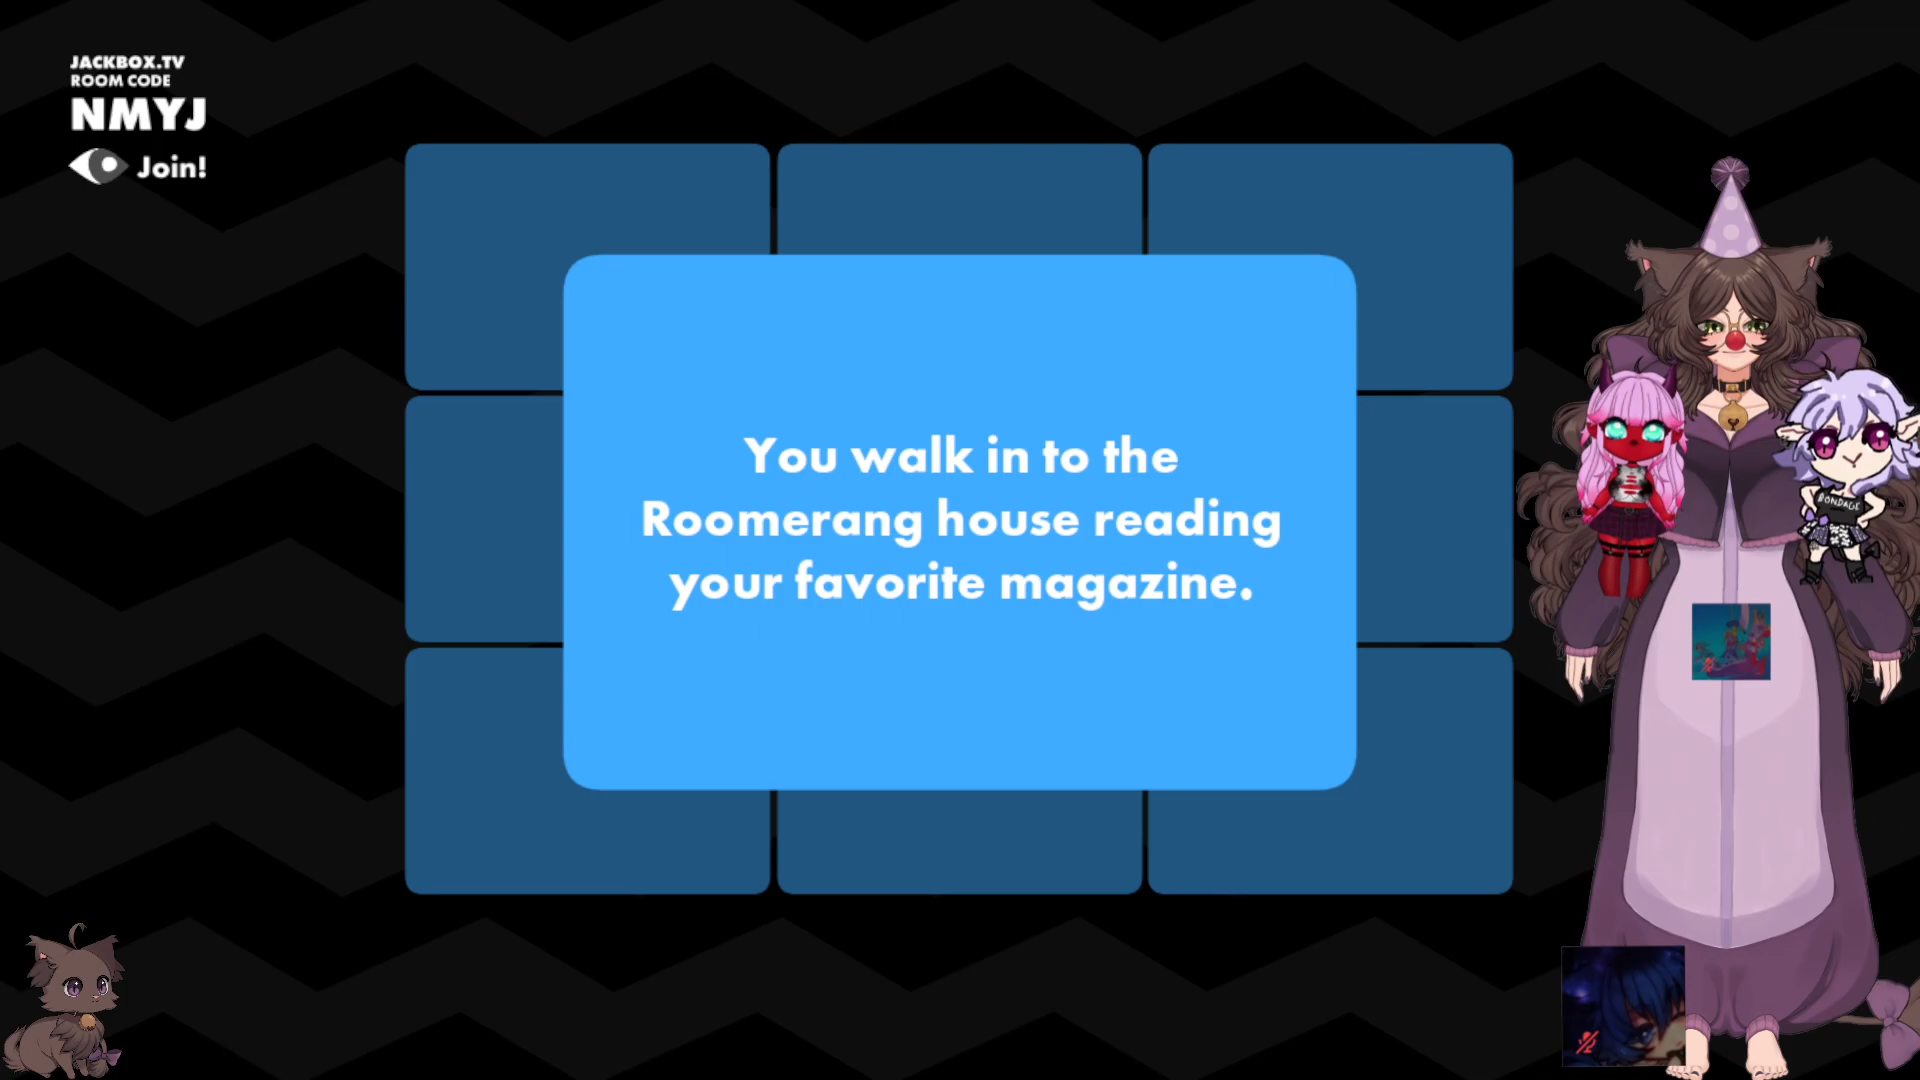 JACKBOX.TV
ROOM CODE
NMYJ
Join!
You walk in to the
Roomerang house reading
your favorite magazine.
BONDAGE